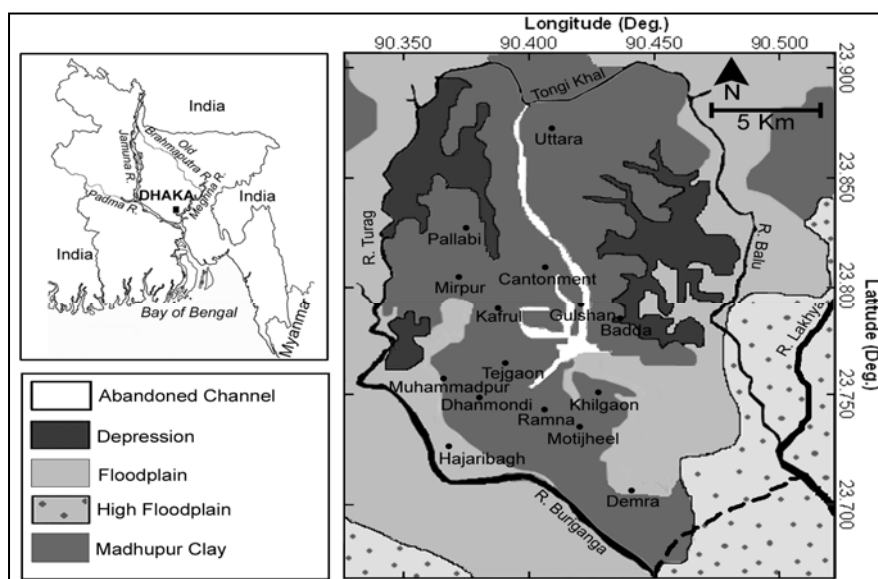 India
Jamuna R.
Old
Brahmaputra R.
DHAKA
Meghna R.
India
Padma R.
India
Bay of Bengal
Myanmar
Abandoned Channel
Depression
Floodplain
High Floodplain
Madhupur Clay
Longitude (Deg.)
90.350 90.400 90.450 90.500
Tongi Khal
N
5 Km
Uttara
R. Turag
Pallabi
Cantonment
Mirpur
Kafrul
Gulshan
Badda
R. Balu
R. Lakhya
Tejgaon
Muhammadpur
Dhanmondi
Khilgaon
Ramna
Motijheel
Hajaribagh
Demra
R. Buriganga
23.900
23.850
23.800
23.750
23.700
Latitude (Deg.)